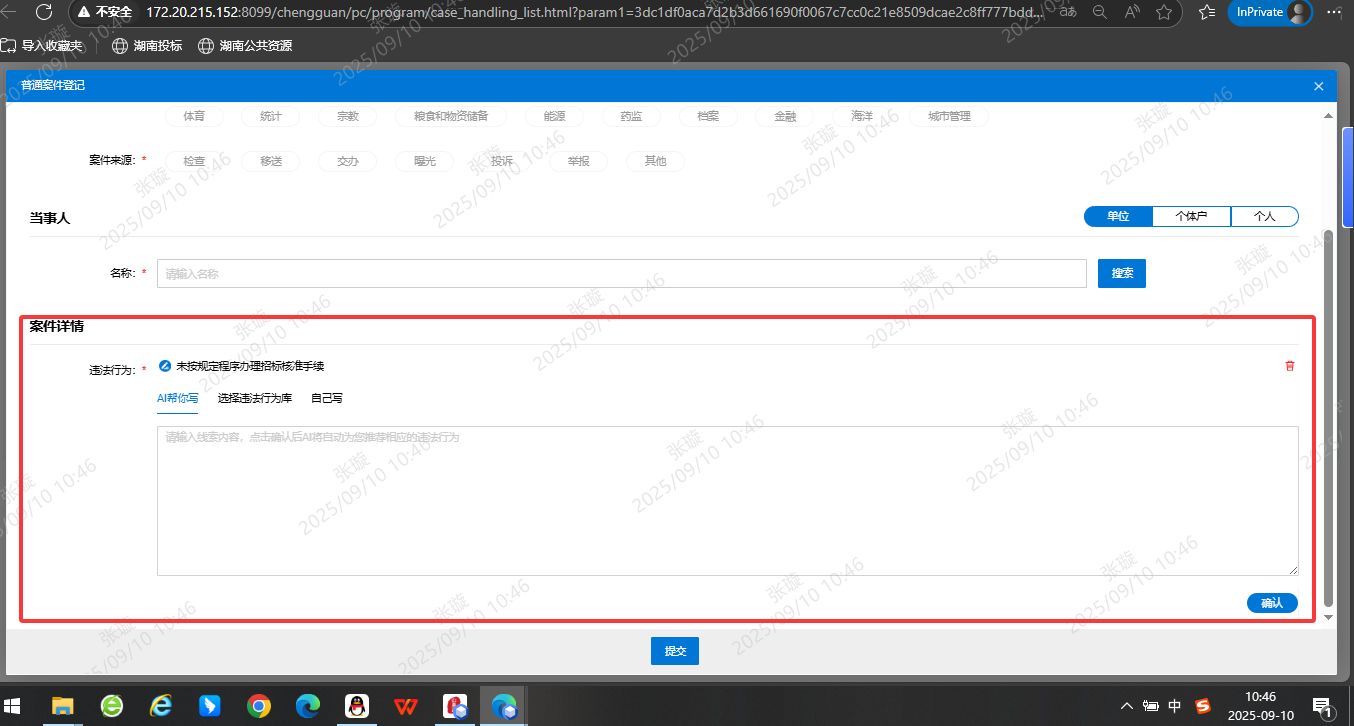 不安全 172.20.215.152:8099/chengguan/pc/program/case_handling_list.html?param1=3dc1df0aca7d2b3d661690f0067c7cc0c21e8509dcae2c8ff777bdd... InPrivate
导入收藏夹 湖南投标 湖南公共资源
普通案件登记
体育 统计 宗教 粮食和物资储备 能源 药监 档案 金融 海洋 城市管理
案件来源: * 检查 移送 交办 曝光 投诉 举报 其他
当事人 单位 个体户 个人
名称: * 请输入名称 搜索
案件详情
违法行为: * 未按规定程序办理招标核准手续
AI帮你写 选择违法行为库 自己写
请输入线索内容，点击确认后AI将自动为您推荐相应的违法行为
确认
提交
张璇
2025/09/10 10:46
中
10:46
2025-09-10
1